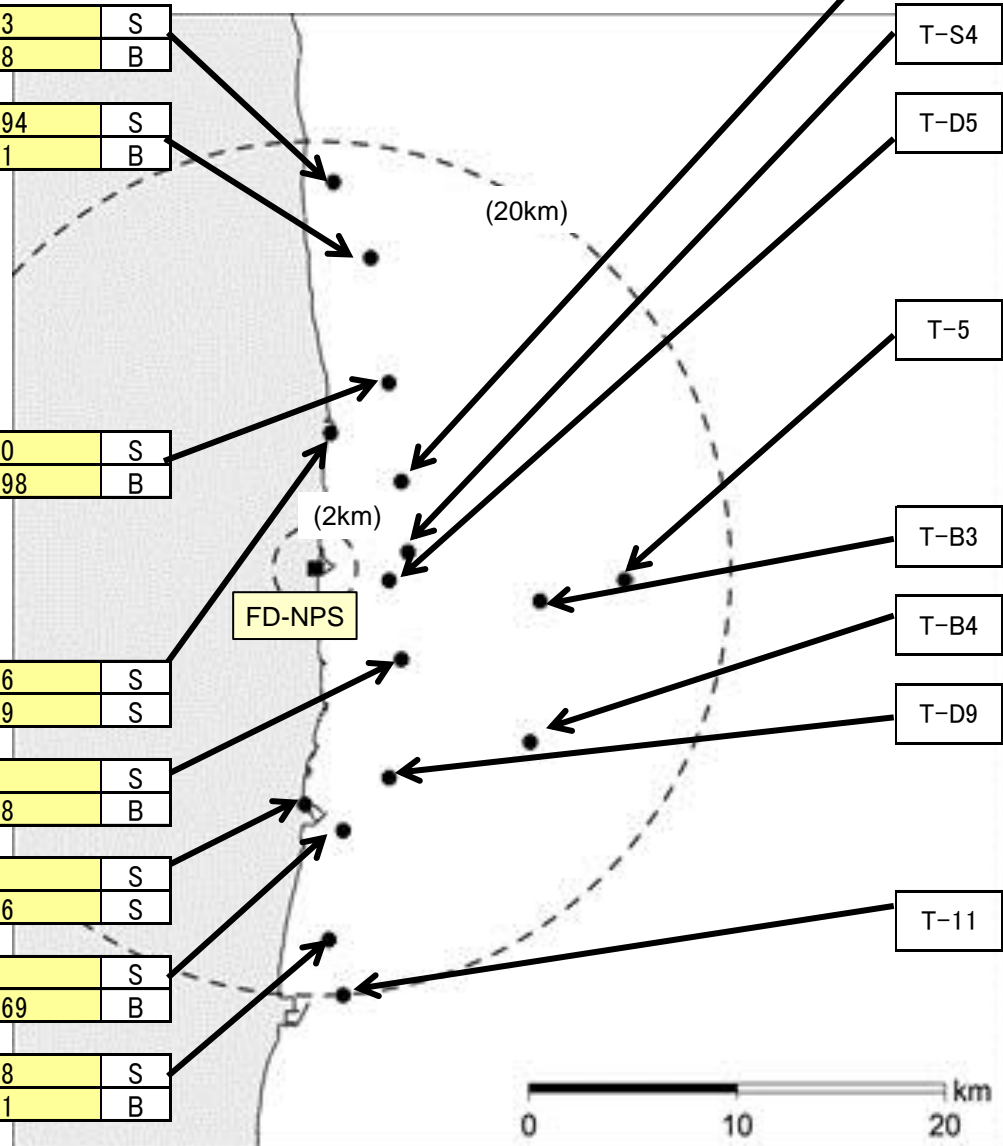 3 S
8 B
T-S4
94 S
1 B
T-D5
(20km)
T-5
0 S
98 B
(2km)
T-B3
FD-NPS
T-B4
6 S
9 S
T-D9
S
8 B
S
6 S
T-11
S
69 B
8 S
1 B
km
0 10 20